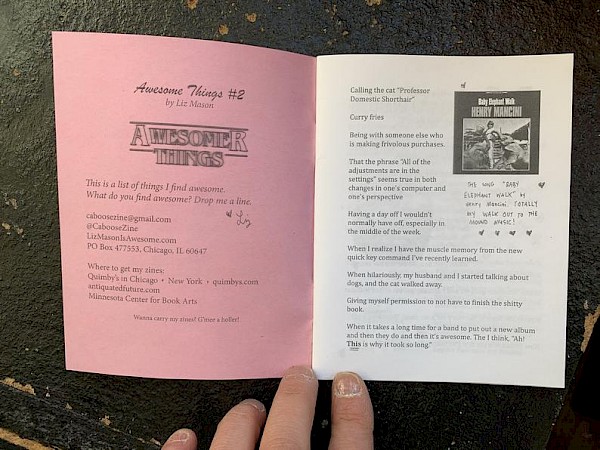 Awesome Things #2
by Liz Mason
AWESOMER
THINGS
This is a list of things I find awesome.
What do you find awesome? Drop me a line.
Liz
caboosezine@gmail.com
@CabooseZine
LizMasonIsAwesome.com
PO Box 477553, Chicago, IL 60647
Where to get my zines:
Quimby's in Chicago • New York • quimbys.com
antiquatedfuture.com
Minnesota Center for Book Arts
Wanna carry my zines? G'mee a holler!
Calling the cat "Professor
Domestic Shorthair"
Curry fries
Being with someone else who
is making frivolous purchases.
That the phrase "All of the
adjustments are in the
settings" seems true in both
changes in one's computer and
one's perspective
Having a day off I wouldn't
normally have off, especially in
the middle of the week.
Baby Elephant Walk
HENRY MANCINI
THE SONG "BABY
ELEPHANT WALK" BY
HENRY MANCINI. TOTALLY
MY WALK OUT TO THE
CROWD MUSIC!
When I realize I have the muscle memory from the new
quick key command I've recently learned.
When hilariously, my husband and I started talking about
dogs, and the cat walked away.
Giving myself permission to not have to finish the shitty
book.
When it takes a long time for a band to put out a new album
and then they do and then it's awesome. The I think, "Ah!
This is why it took so long."